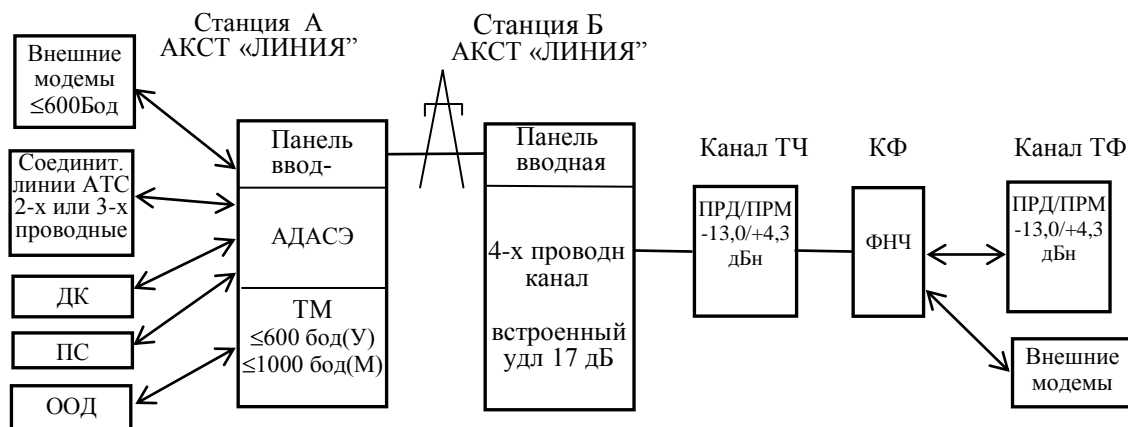 Станция А
АКСТ «ЛИНИЯ”
Станция Б
АКСТ «ЛИНИЯ”
Внешние
модемы
≤600Бод
Соединит.
линии АТС
2-х или 3-х
проводные
ДК
ПС
ООД
Панель
ввод-
АДАСЭ
ТМ
≤600 бод(У)
≤1000 бод(М)
Панель
вводная
4-х проводн
канал
встроенный
удл 17 дБ
Канал ТЧ
ПРД/ПРМ
-13,0/+4,3
дБн
КФ
ФНЧ
Канал ТФ
ПРД/ПРМ
-13,0/+4,3
дБн
Внешние
модемы